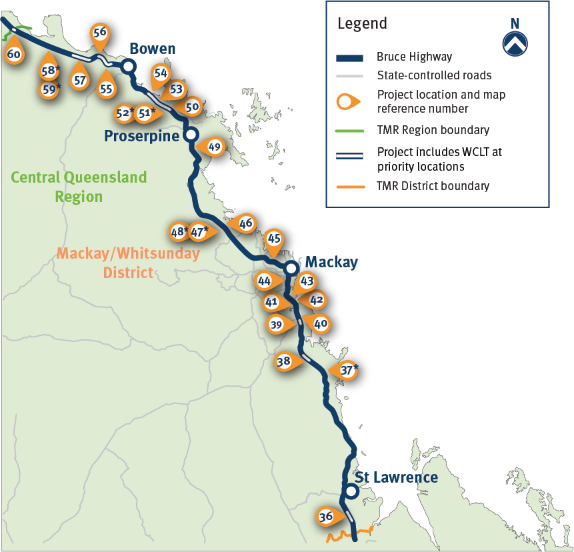 Legend
N
Bruce Highway
State-controlled roads
Project location and map
reference number
TMR Region boundary
Project includes WCLT at
priority locations
TMR District boundary
56
60
Bowen
58*
59*
57
55
54
53
52*
51*
50
Proserpine
49
Central Queensland
Region
48*
47*
46
45
Mackay/Whitsunday
District
Mackay
44
43
41
42
39
40
38
37*
St Lawrence
36